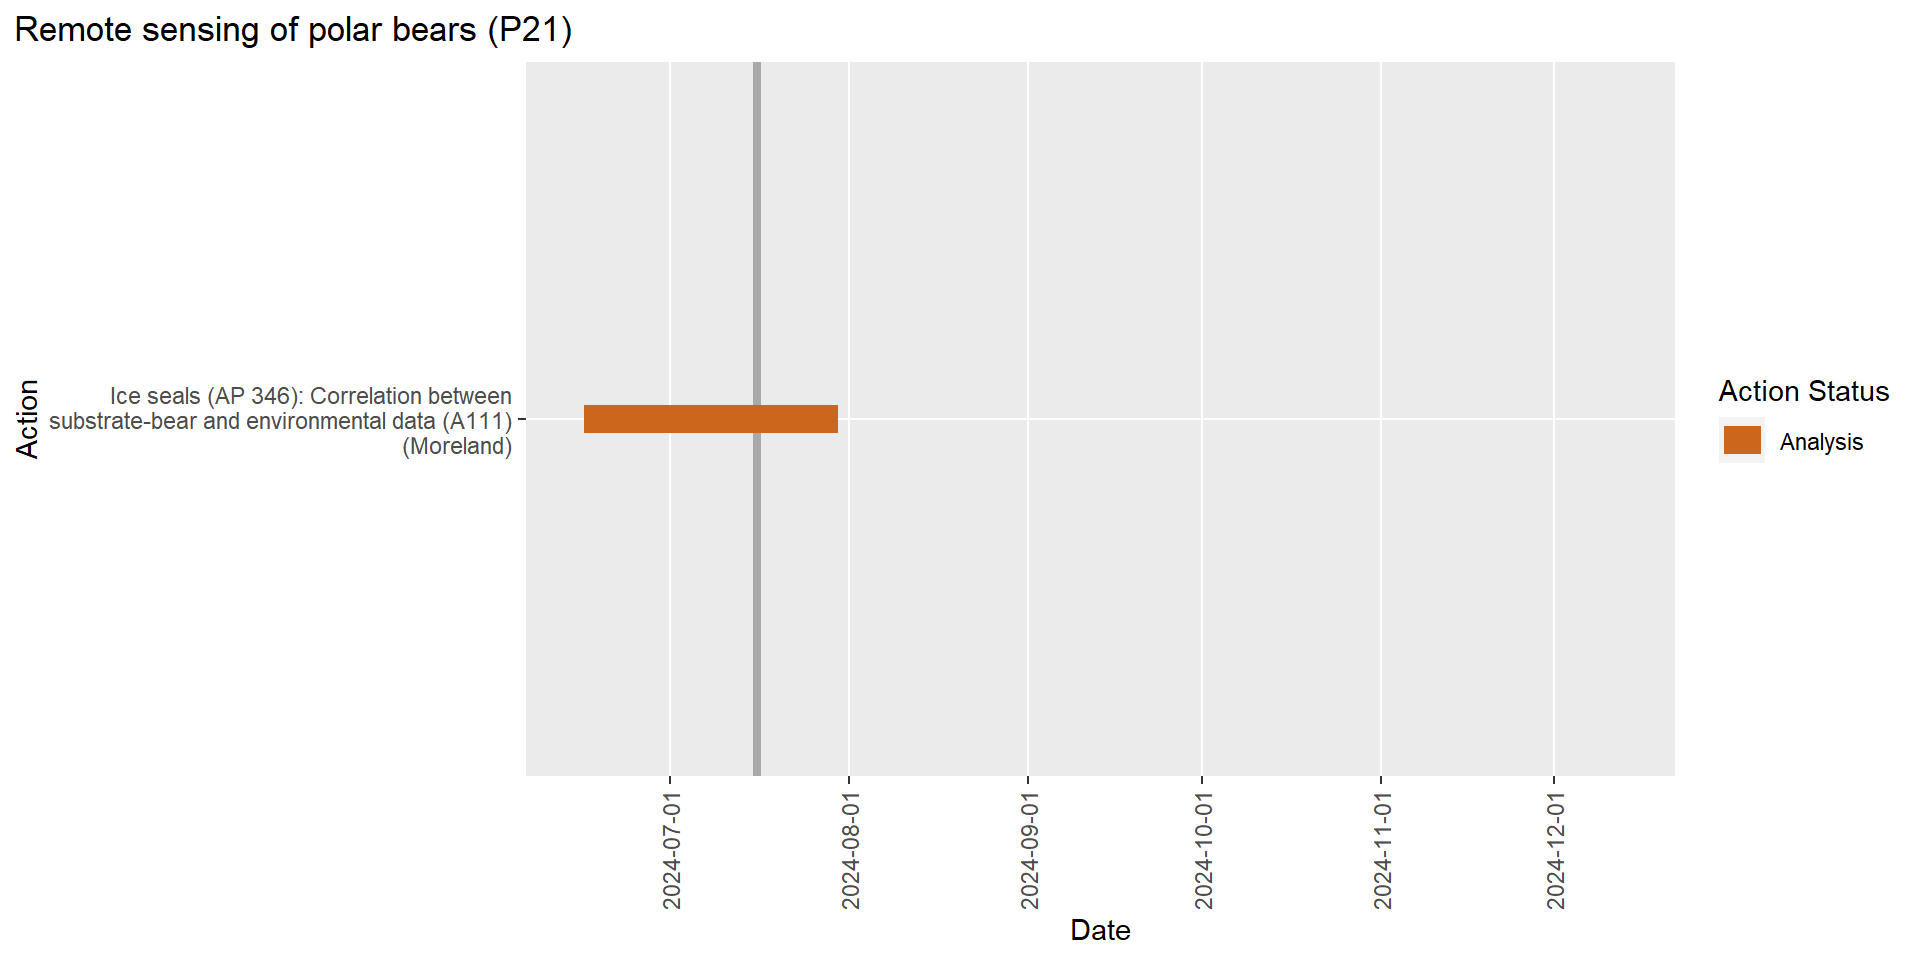 Remote sensing of polar bears (P21)
Action
Ice seals (AP 346): Correlation between
substrate-bear and environmental data (A111)
(Moreland)
2024-07-01
2024-08-01
2024-09-01
2024-10-01
2024-11-01
2024-12-01
Date
Action Status
Analysis